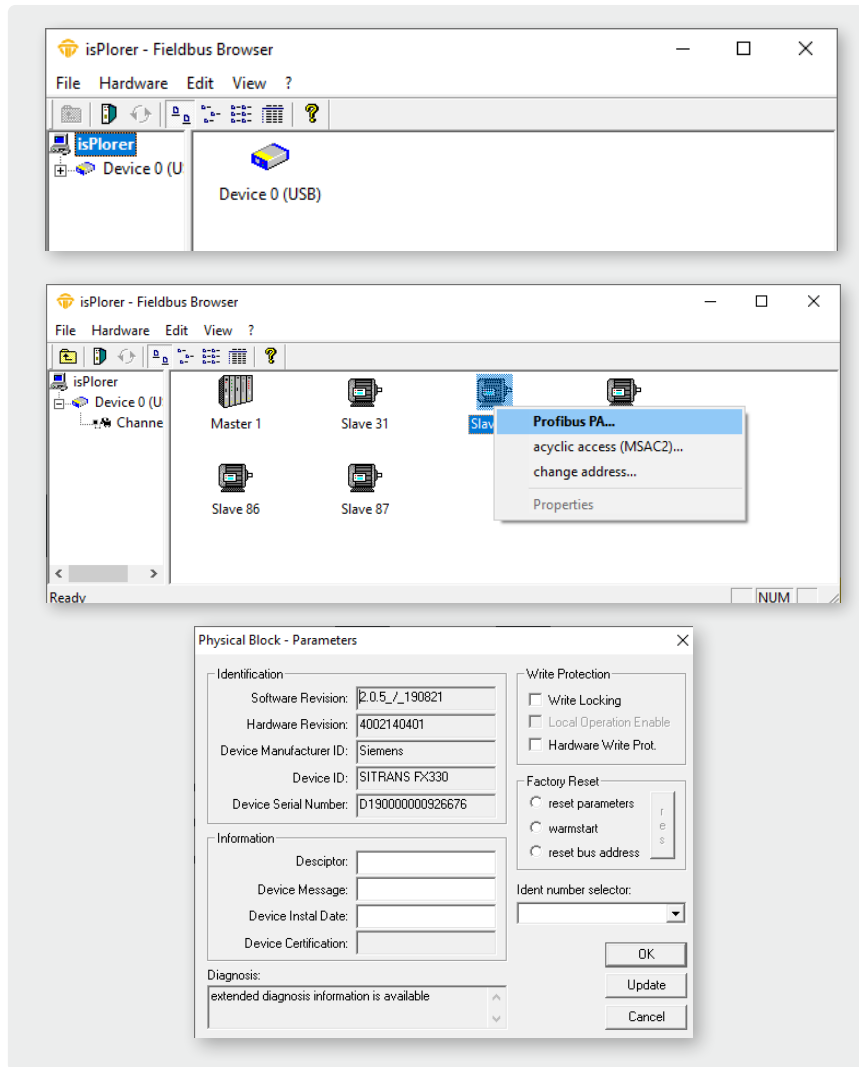 isPlorer - Fieldbus Browser
File Hardware Edit View ?
isPlorer
Device 0 (U
Device 0 (USB)
isPlorer - Fieldbus Browser
File Hardware Edit View ?
isPlorer
Device 0 (U
Channe
Master 1
Slave 31
Slav
Profibus PA...
acyclic access (MSAC2)...
change address...
Properties
Slave 86
Slave 87
Ready
NUM
Physical Block - Parameters
Identification
Software Revision: 2.0.5_/_190821
Hardware Revision: 4002140401
Device Manufacturer ID: Siemens
Device ID: SITRANS FX330
Device Serial Number: D190000000926676
Information
Desciptor:
Device Message:
Device Instal Date:
Device Certification:
Diagnosis:
extended diagnosis information is available
Write Protection
Write Locking
Local Operation Enable
Hardware Write Prot.
Factory Reset
reset parameters
warmstart
reset bus address
r
e
s
Ident number selector:
OK
Update
Cancel